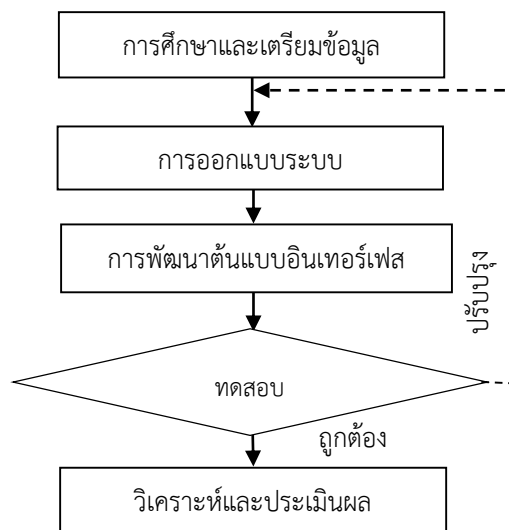 การศึกษาและเตรียมข้อมูล
การออกแบบระบบ
การพัฒนาต้นแบบอินเทอร์เฟส
ปรับปรุง
ทดสอบ
ถูกต้อง
วิเคราะห์และประเมินผล